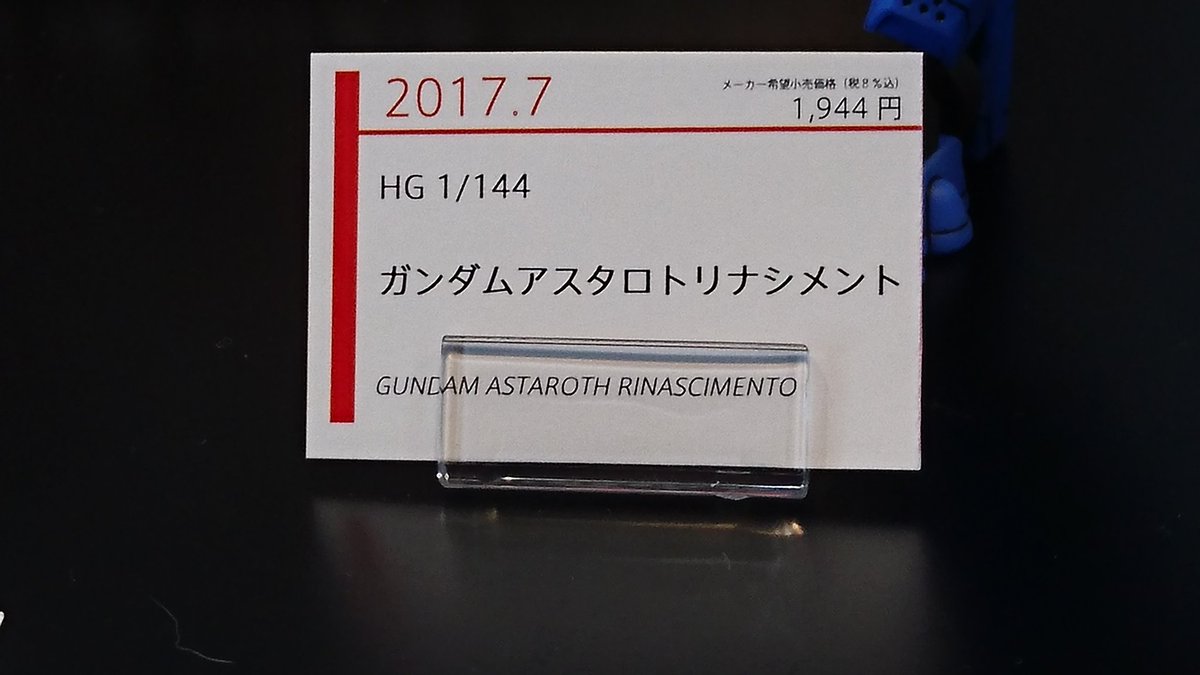 2017.7
メーカー希望小売価格（税8%込）
1,944 円
HG 1/144
ガンダムアスタロトリナシメント
GUNDAM ASTAROTH RINASCIMENTO